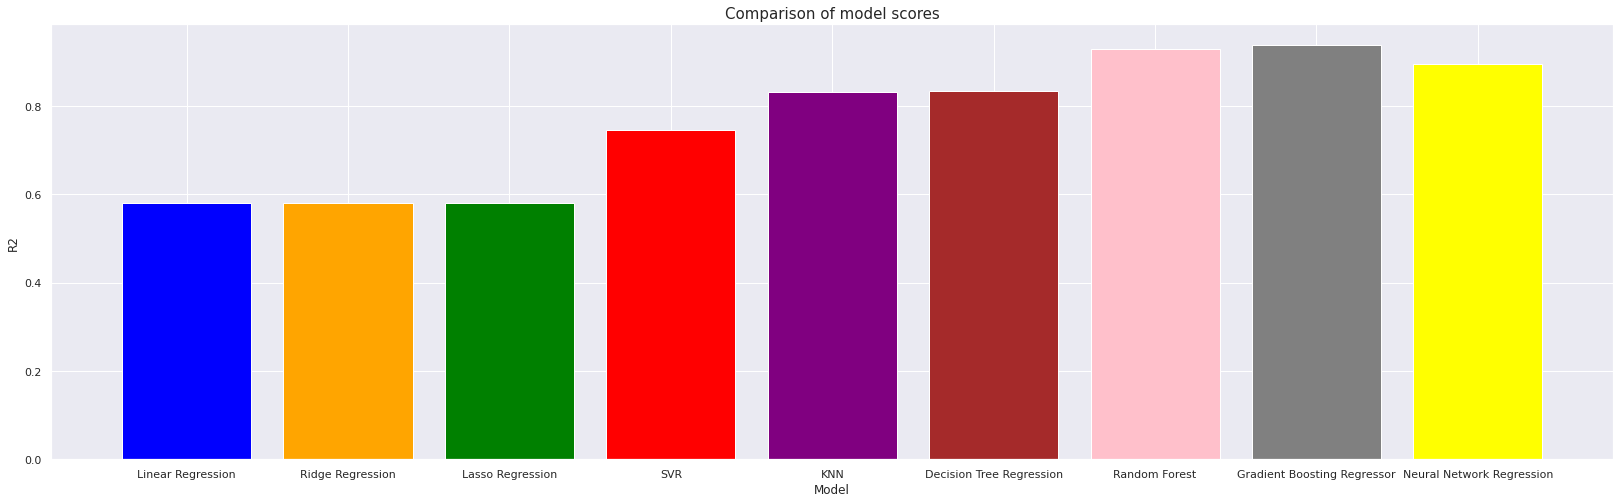 Comparison of model scores
R2
0.8
0.6
0.4
0.2
0.0
Linear Regression Ridge Regression Lasso Regression SVR KNN Decision Tree Regression Random Forest Gradient Boosting Regressor Neural Network Regression
Model